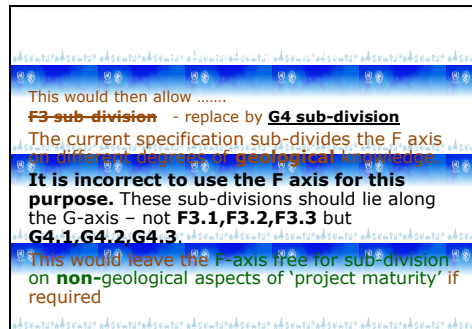 This would then allow …….
F3 sub-division - replace by G4 sub-division
The current specification sub-divides the F axis
on different degrees of geological knowledge.
It is incorrect to use the F axis for this
purpose. These sub-divisions should lie along
the G-axis – not F3.1,F3.2,F3.3 but
G4.1,G4.2,G4.3.
This would leave the F-axis free for sub-division
on non-geological aspects of ‘project maturity’ if
required